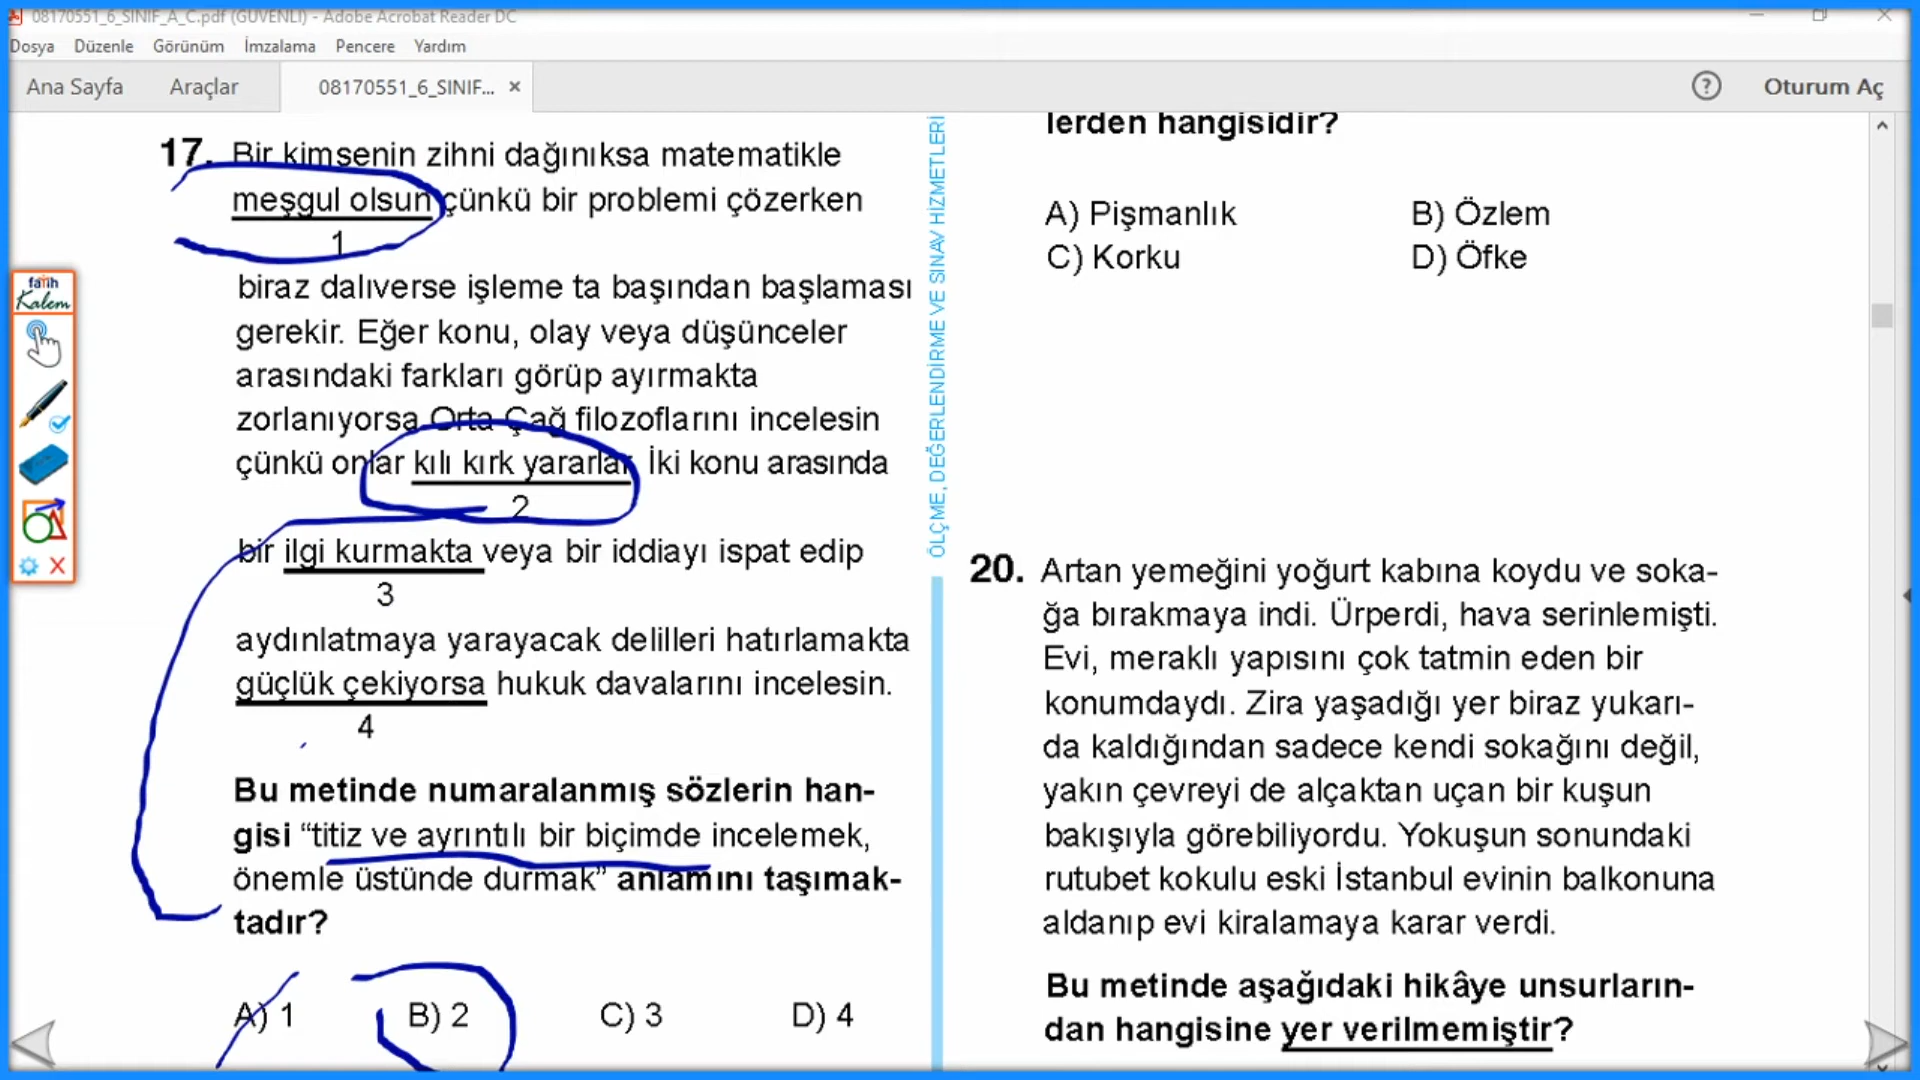 08170551_6_SINIF_A_C.pdf (GÜVENLİ) - Adobe Acrobat Reader DC
Dosya Düzenle Görünüm İmzalama Pencere Yardım
Ana Sayfa Araçlar 08170551_6_SINIF... × ? Oturum Aç
fatih
Kalem
17. Bir kimsenin zihni dağınıksa matematikle
meşgul olsun çünkü bir problemi çözerken
1
biraz dalıverse işleme ta başından başlaması
gerekir. Eğer konu, olay veya düşünceler
arasındaki farkları görüp ayırmakta
zorlanıyorsa Orta Çağ filozoflarını incelesin
çünkü onlar kılı kırk yararlar. İki konu arasında
2
bir ilgi kurmakta veya bir iddiayı ispat edip
3
aydınlatmaya yarayacak delilleri hatırlamakta
güçlük çekiyorsa hukuk davalarını incelesin.
4
Bu metinde numaralanmış sözlerin han-
gisi “titiz ve ayrıntılı bir biçimde incelemek,
önemle üstünde durmak” anlamını taşımak-
tadır?
A) 1 B) 2 C) 3 D) 4
ÖLÇME, DEĞERLENDİRME VE SINAV HİZMETLERİ
lerden hangisidir?
A) Pişmanlık B) Özlem
C) Korku D) Öfke
20. Artan yemeğini yoğurt kabına koydu ve soka-
ğa bırakmaya indi. Ürperdi, hava serinlemişti.
Evi, meraklı yapısını çok tatmin eden bir
konumdaydı. Zira yaşadığı yer biraz yukarı-
da kaldığından sadece kendi sokağını değil,
yakın çevreyi de alçaktan uçan bir kuşun
bakışıyla görebiliyordu. Yokuşun sonundaki
rutubet kokulu eski İstanbul evinin balkonuna
aldanıp evi kiralamaya karar verdi.
Bu metinde aşağıdaki hikâye unsurların-
dan hangisine yer verilmemiştir?